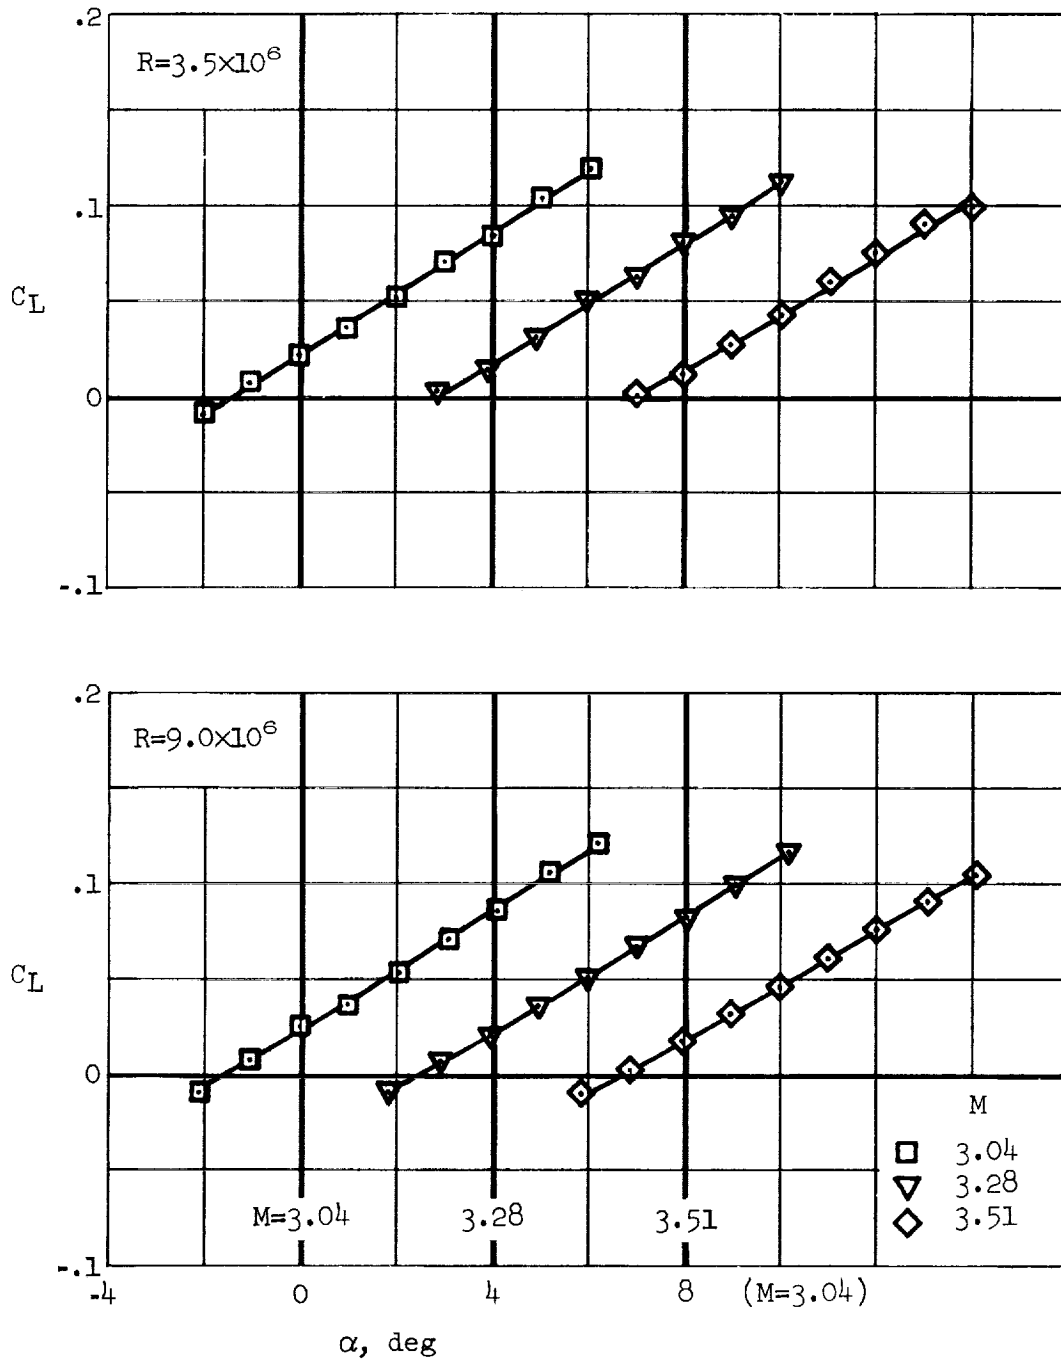 .2
R=3.5×10⁶
.1
C_L
0
-.1
.2
R=9.0×10⁶
.1
C_L
0
M
3.04
3.28
3.51
M=3.04 3.28 3.51
-.1
-4 0 4 8 (M=3.04)
α, deg